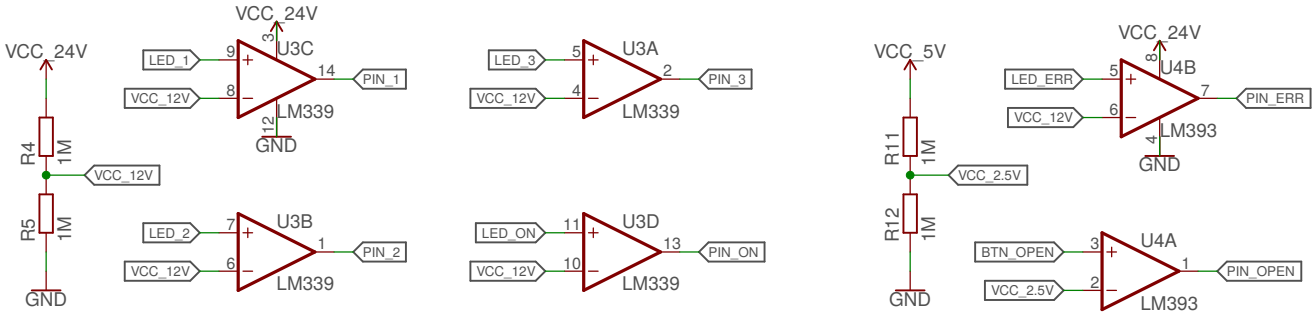 VCC_24V
R4
1M
VCC_12V
R5
1M
GND
VCC_24V
3
U3C
LED_1
9
+
14
PIN_1
VCC_12V
8
-
LM339
12
GND
U3B
LED_2
7
+
1
PIN_2
VCC_12V
6
-
LM339
U3A
LED_3
5
+
2
PIN_3
VCC_12V
4
-
LM339
U3D
LED_ON
11
+
13
PIN_ON
VCC_12V
10
-
LM339
VCC_5V
R11
1M
VCC_2.5V
R12
1M
GND
VCC_24V
8
U4B
LED_ERR
5
+
7
PIN_ERR
VCC_12V
6
-
LM393
4
GND
U4A
BTN_OPEN
3
+
1
PIN_OPEN
VCC_2.5V
2
-
LM393